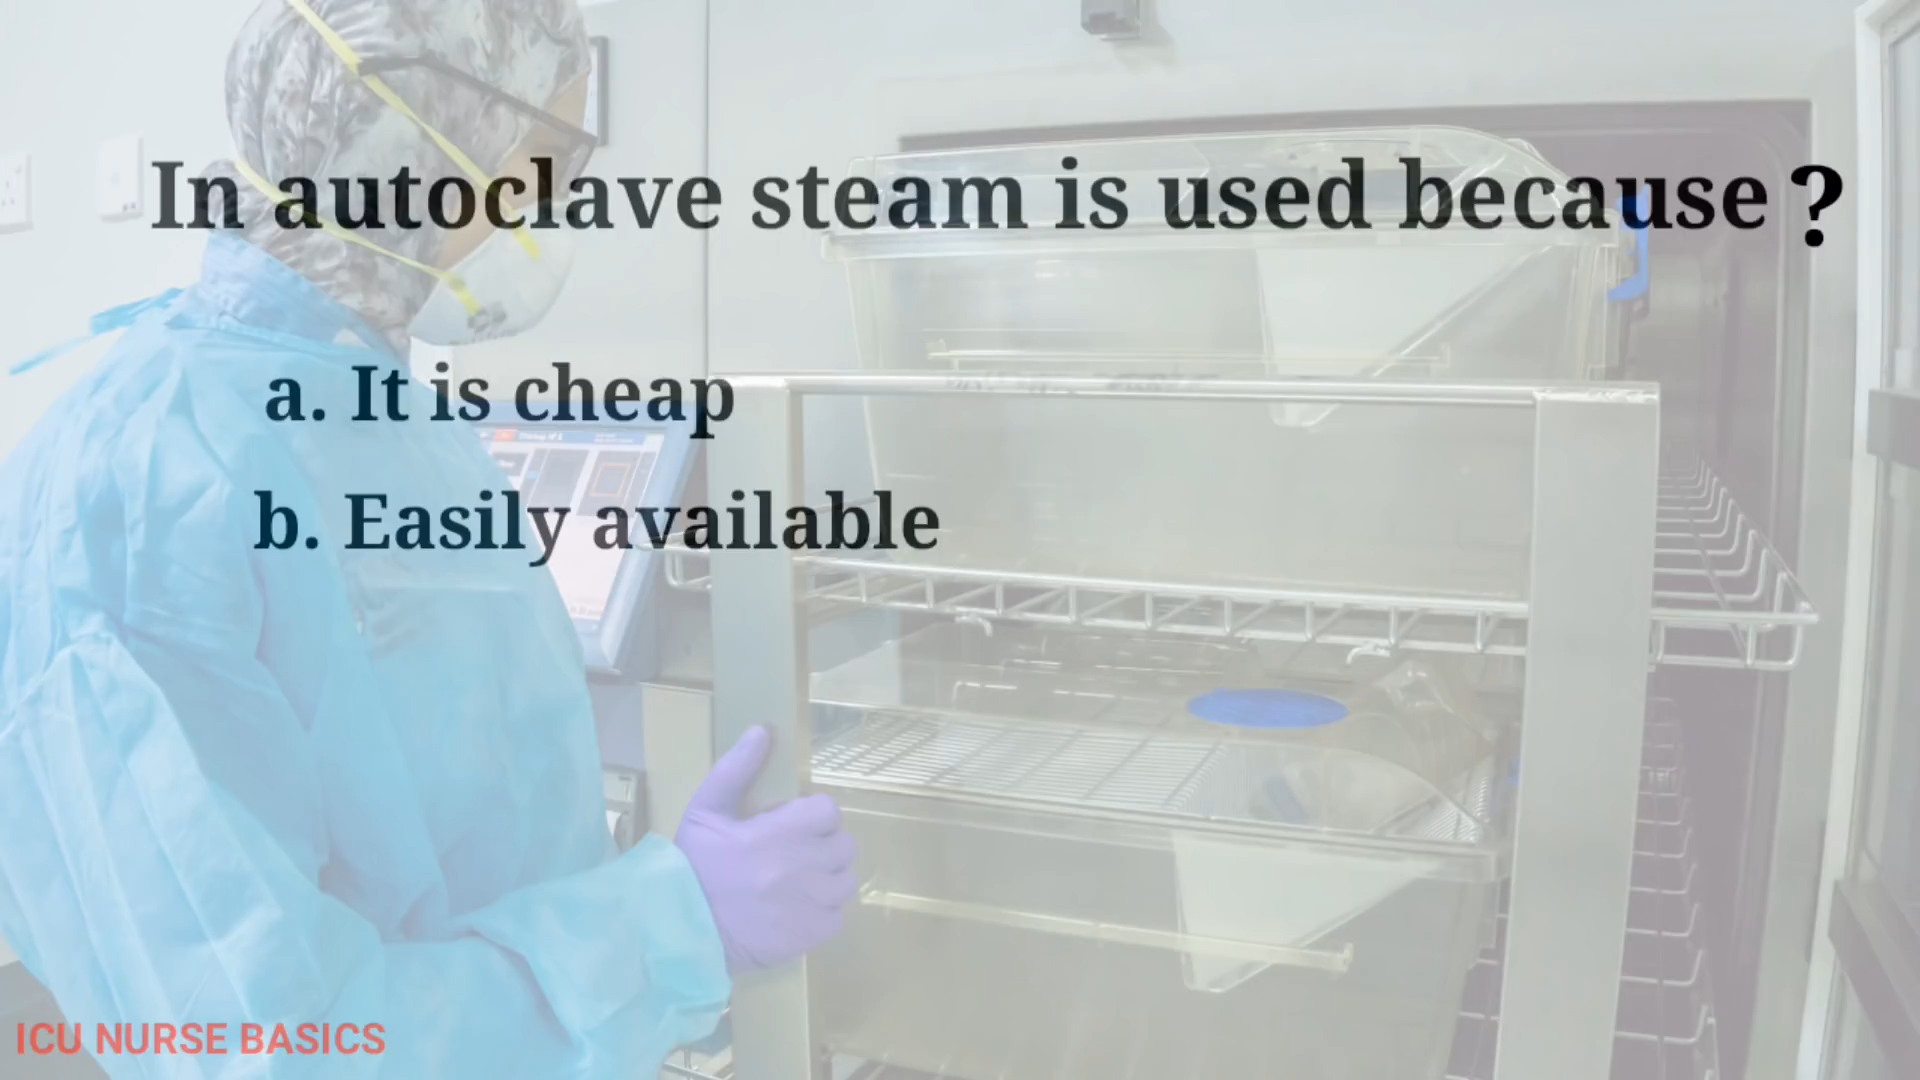 In autoclave steam is used because ?
a. It is cheap
b. Easily available
ICU NURSE BASICS